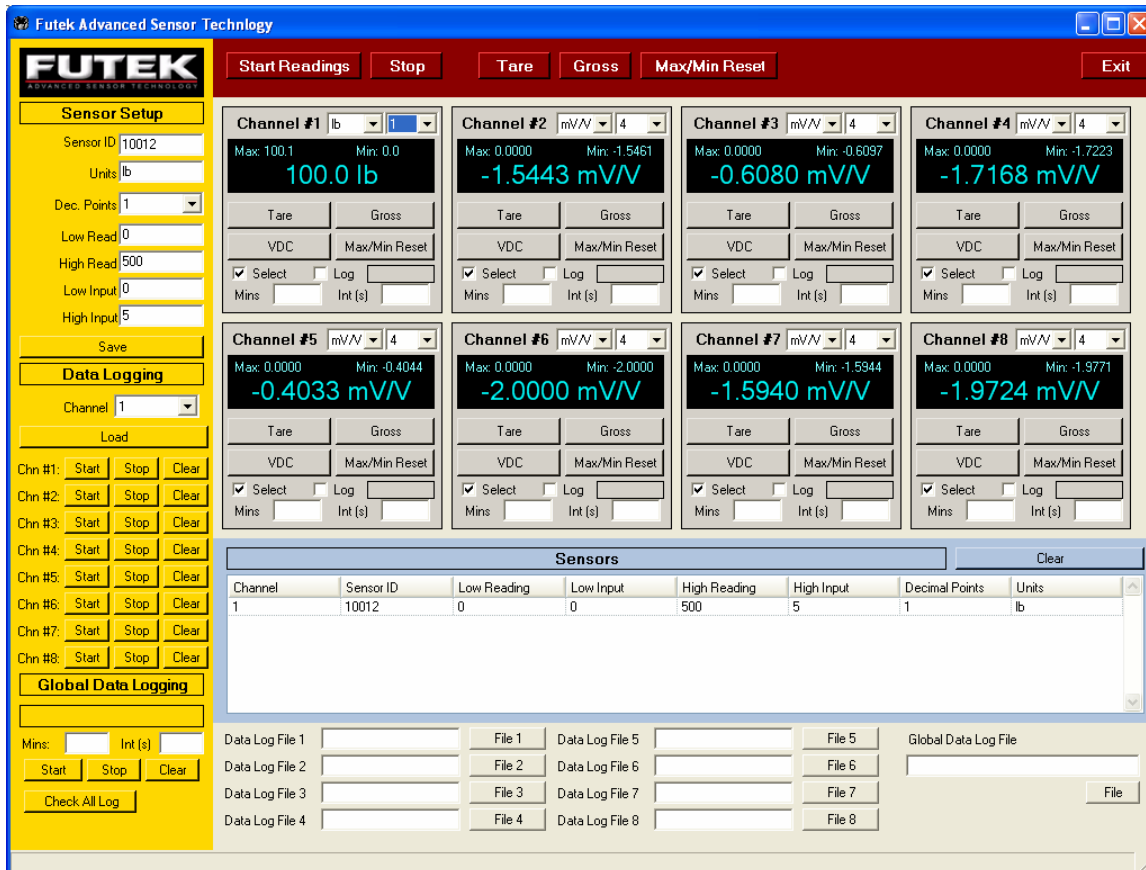 Futek Advanced Sensor Technlogy
FUTEK
ADVANCED SENSOR TECHNOLOGY
Start Readings Stop Tare Gross Max/Min Reset Exit
Sensor Setup
Sensor ID 10012
Units lb
Dec. Points 1
Low Read 0
High Read 500
Low Input 0
High Input 5
Save
Data Logging
Channel 1
Load
Chn #1: Start Stop Clear
Chn #2: Start Stop Clear
Chn #3: Start Stop Clear
Chn #4: Start Stop Clear
Chn #5: Start Stop Clear
Chn #6: Start Stop Clear
Chn #7: Start Stop Clear
Chn #8: Start Stop Clear
Global Data Logging
Mins: Int (s)
Start Stop Clear
Check All Log
Channel #1 lb 1
Max: 100.1 Min: 0.0
100.0 lb
Tare Gross
VDC Max/Min Reset
Select Log
Mins Int (s)
Channel #2 mV/V 4
Max: 0.0000 Min: -1.5461
-1.5443 mV/V
Tare Gross
VDC Max/Min Reset
Select Log
Mins Int (s)
Channel #3 mV/V 4
Max: 0.0000 Min: -0.6097
-0.6080 mV/V
Tare Gross
VDC Max/Min Reset
Select Log
Mins Int (s)
Channel #4 mV/V 4
Max: 0.0000 Min: -1.7223
-1.7168 mV/V
Tare Gross
VDC Max/Min Reset
Select Log
Mins Int (s)
Channel #5 mV/V 4
Max: 0.0000 Min: -0.4044
-0.4033 mV/V
Tare Gross
VDC Max/Min Reset
Select Log
Mins Int (s)
Channel #6 mV/V 4
Max: 0.0000 Min: -2.0000
-2.0000 mV/V
Tare Gross
VDC Max/Min Reset
Select Log
Mins Int (s)
Channel #7 mV/V 4
Max: 0.0000 Min: -1.5944
-1.5940 mV/V
Tare Gross
VDC Max/Min Reset
Select Log
Mins Int (s)
Channel #8 mV/V 4
Max: 0.0000 Min: -1.9771
-1.9724 mV/V
Tare Gross
VDC Max/Min Reset
Select Log
Mins Int (s)
Sensors Clear
Channel Sensor ID Low Reading Low Input High Reading High Input Decimal Points Units
1 10012 0 0 500 5 1 lb
Data Log File 1 File 1 Data Log File 5 File 5 Global Data Log File
Data Log File 2 File 2 Data Log File 6 File 6
Data Log File 3 File 3 Data Log File 7 File 7 File
Data Log File 4 File 4 Data Log File 8 File 8